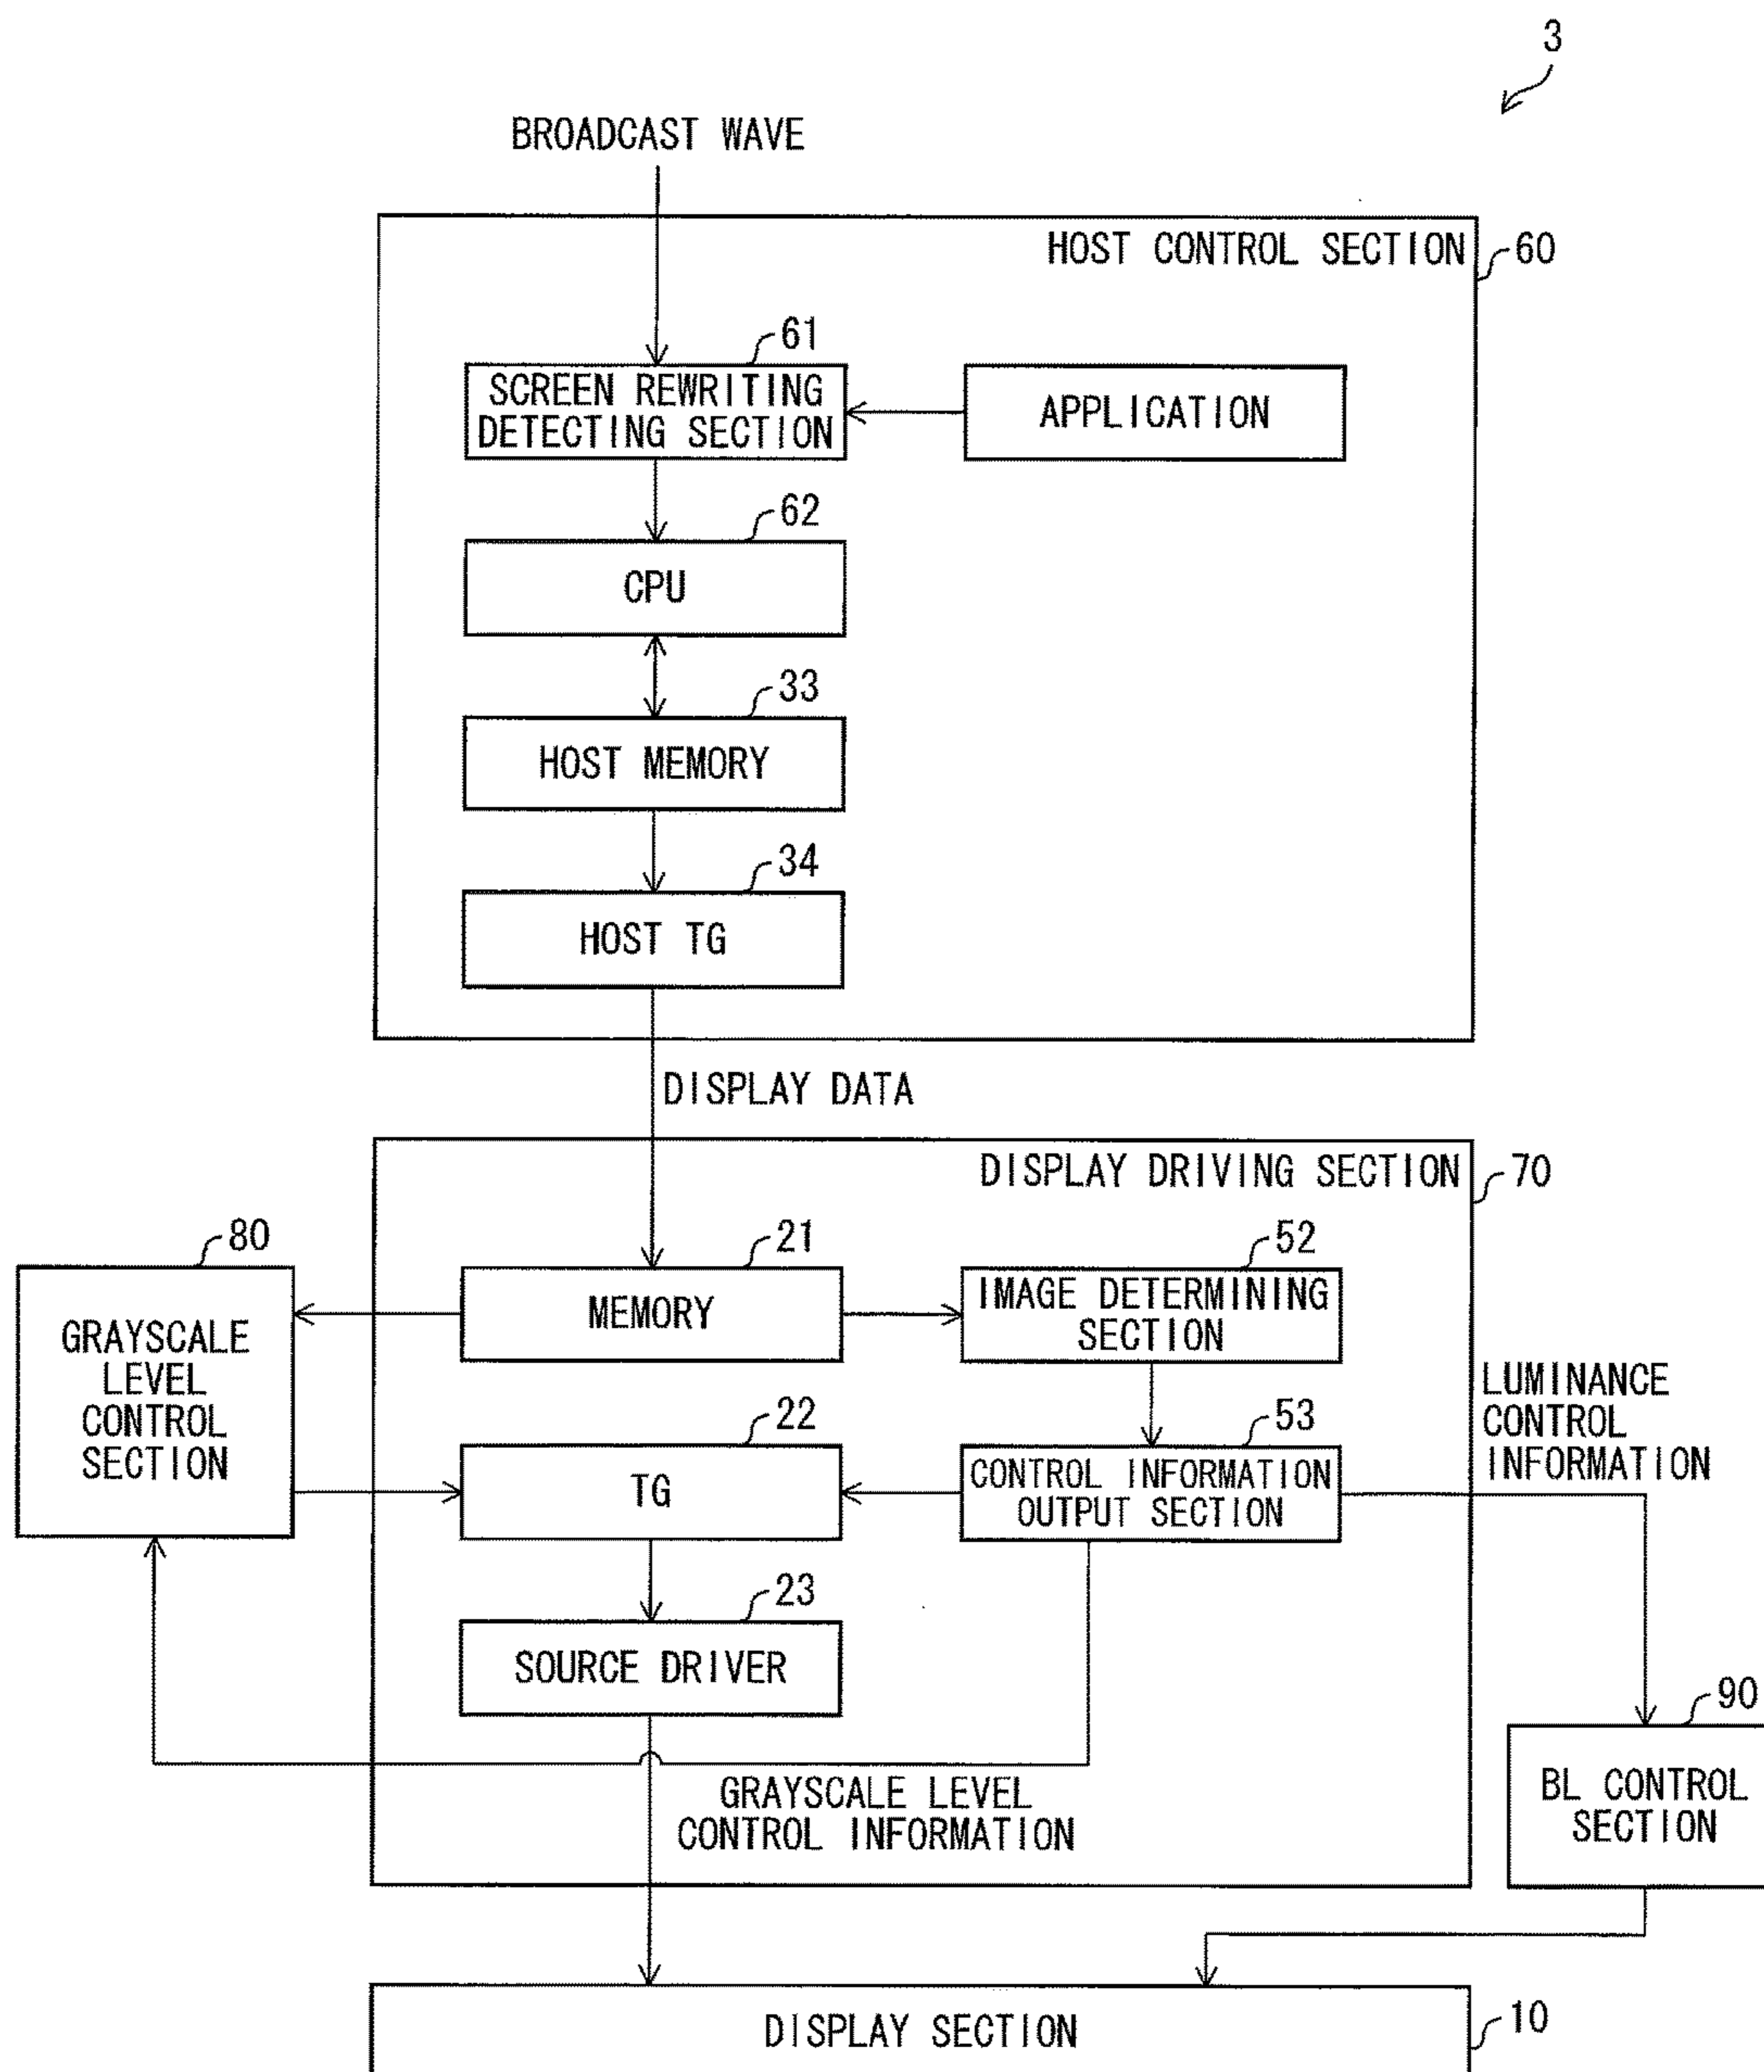 3
BROADCAST WAVE
HOST CONTROL SECTION
60
61
SCREEN REWRITING
DETECTING SECTION
APPLICATION
62
CPU
33
HOST MEMORY
34
HOST TG
DISPLAY DATA
DISPLAY DRIVING SECTION
70
80
GRAYSCALE
LEVEL
CONTROL
SECTION
21
MEMORY
52
IMAGE DETERMINING
SECTION
LUMINANCE
CONTROL
INFORMATION
22
TG
53
CONTROL INFORMATION
OUTPUT SECTION
23
SOURCE DRIVER
90
BL CONTROL
SECTION
GRAYSCALE LEVEL
CONTROL INFORMATION
DISPLAY SECTION
10